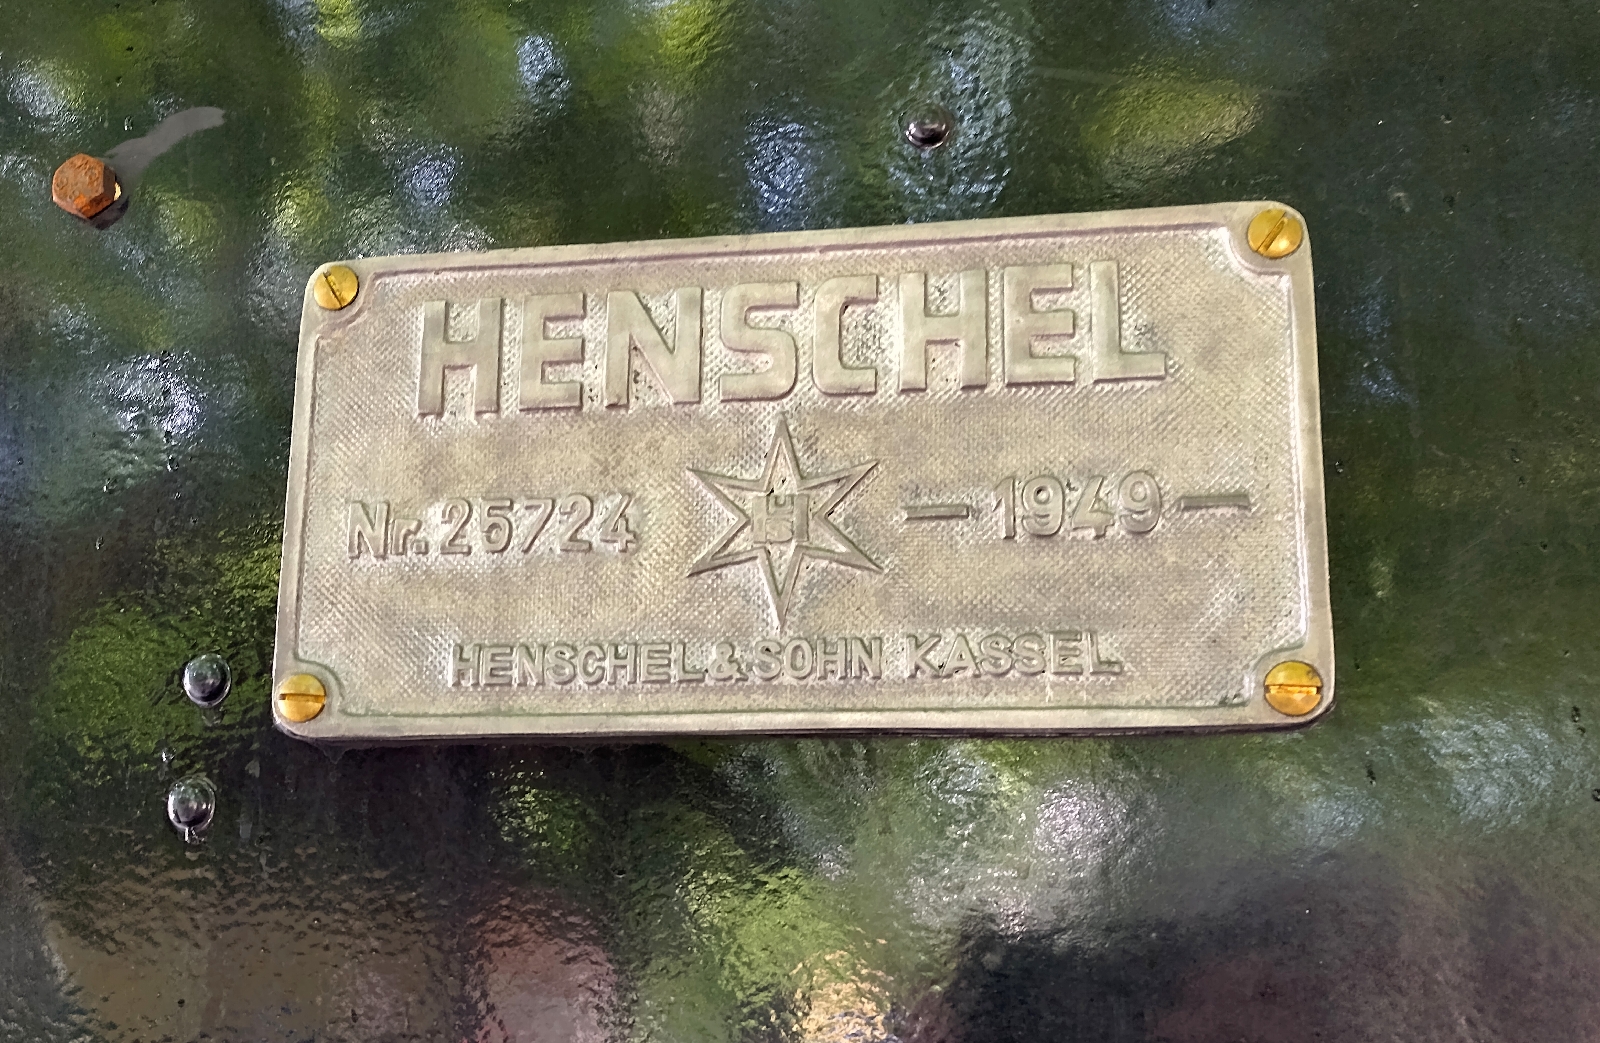 HENSCHEL
Nr. 25724 — 1949 —
HENSCHEL & SOHN KASSEL